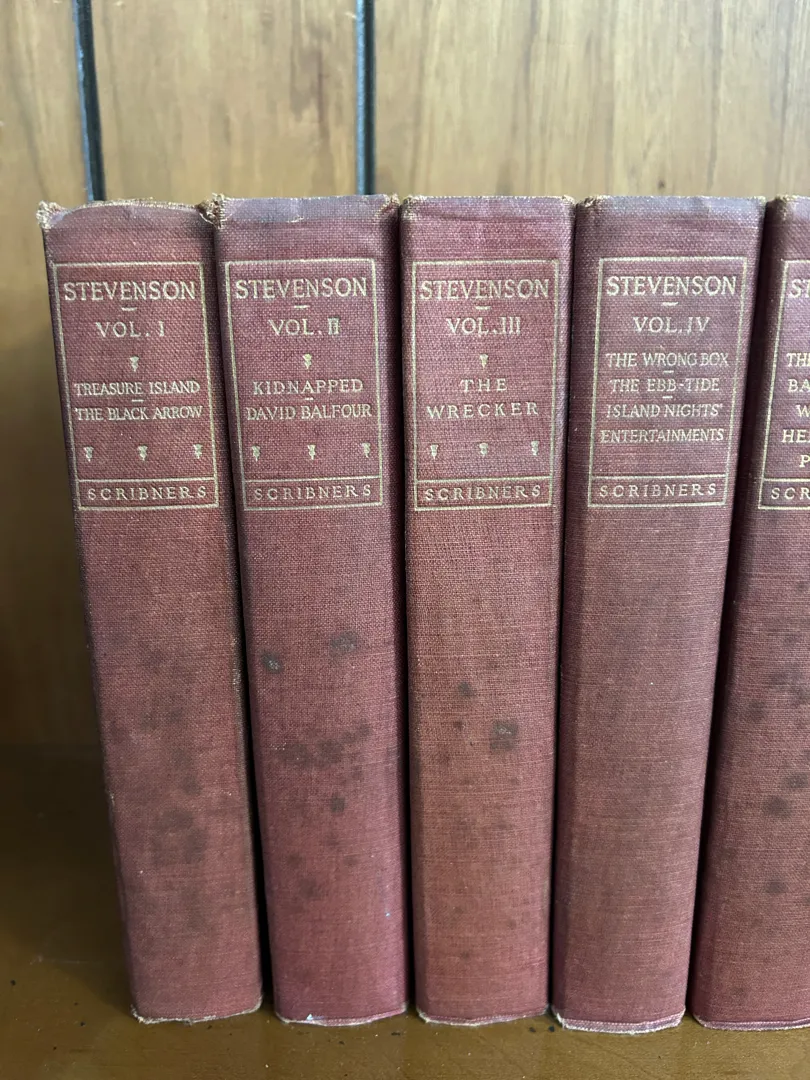 STEVENSON
VOL. I
TREASURE ISLAND
THE BLACK ARROW
SCRIBNERS
STEVENSON
VOL. II
KIDNAPPED
DAVID BALFOUR
SCRIBNERS
STEVENSON
VOL. III
THE
WRECKER
SCRIBNERS
STEVENSON
VOL. IV
THE WRONG BOX
THE EBB-TIDE
ISLAND NIGHTS'
ENTERTAINMENTS
SCRIBNERS